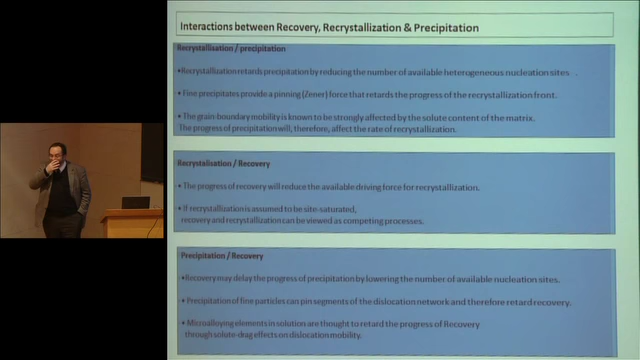 Interactions between Recovery, Recrystallization & Precipitation
Recrystallisation / precipitation
•Recrystallization retards precipitation by reducing the number of available heterogeneous nucleation sites .
• Fine precipitates provide a pinning (Zener) force that retards the progress of the recrystallization front.
• The grain-boundary mobility is known to be strongly affected by the solute content of the matrix.
The progress of precipitation will, therefore, affect the rate of recrystallization.
Recrystalisation / Recovery
• The progress of recovery will reduce the available driving force for recrystallization.
• If recrystallization is assumed to be site-saturated,
recovery and recrystallization can be viewed as competing processes.
Precipitation / Recovery
•Recovery may delay the progress of precipitation by lowering the number of available nucleation sites.
•Precipitation of fine particles can pin segments of the dislocation network and therefore retard recovery.
• Microalloying elements in solution are thought to retard the progress of Recovery
through solute-drag effects on dislocation mobility.